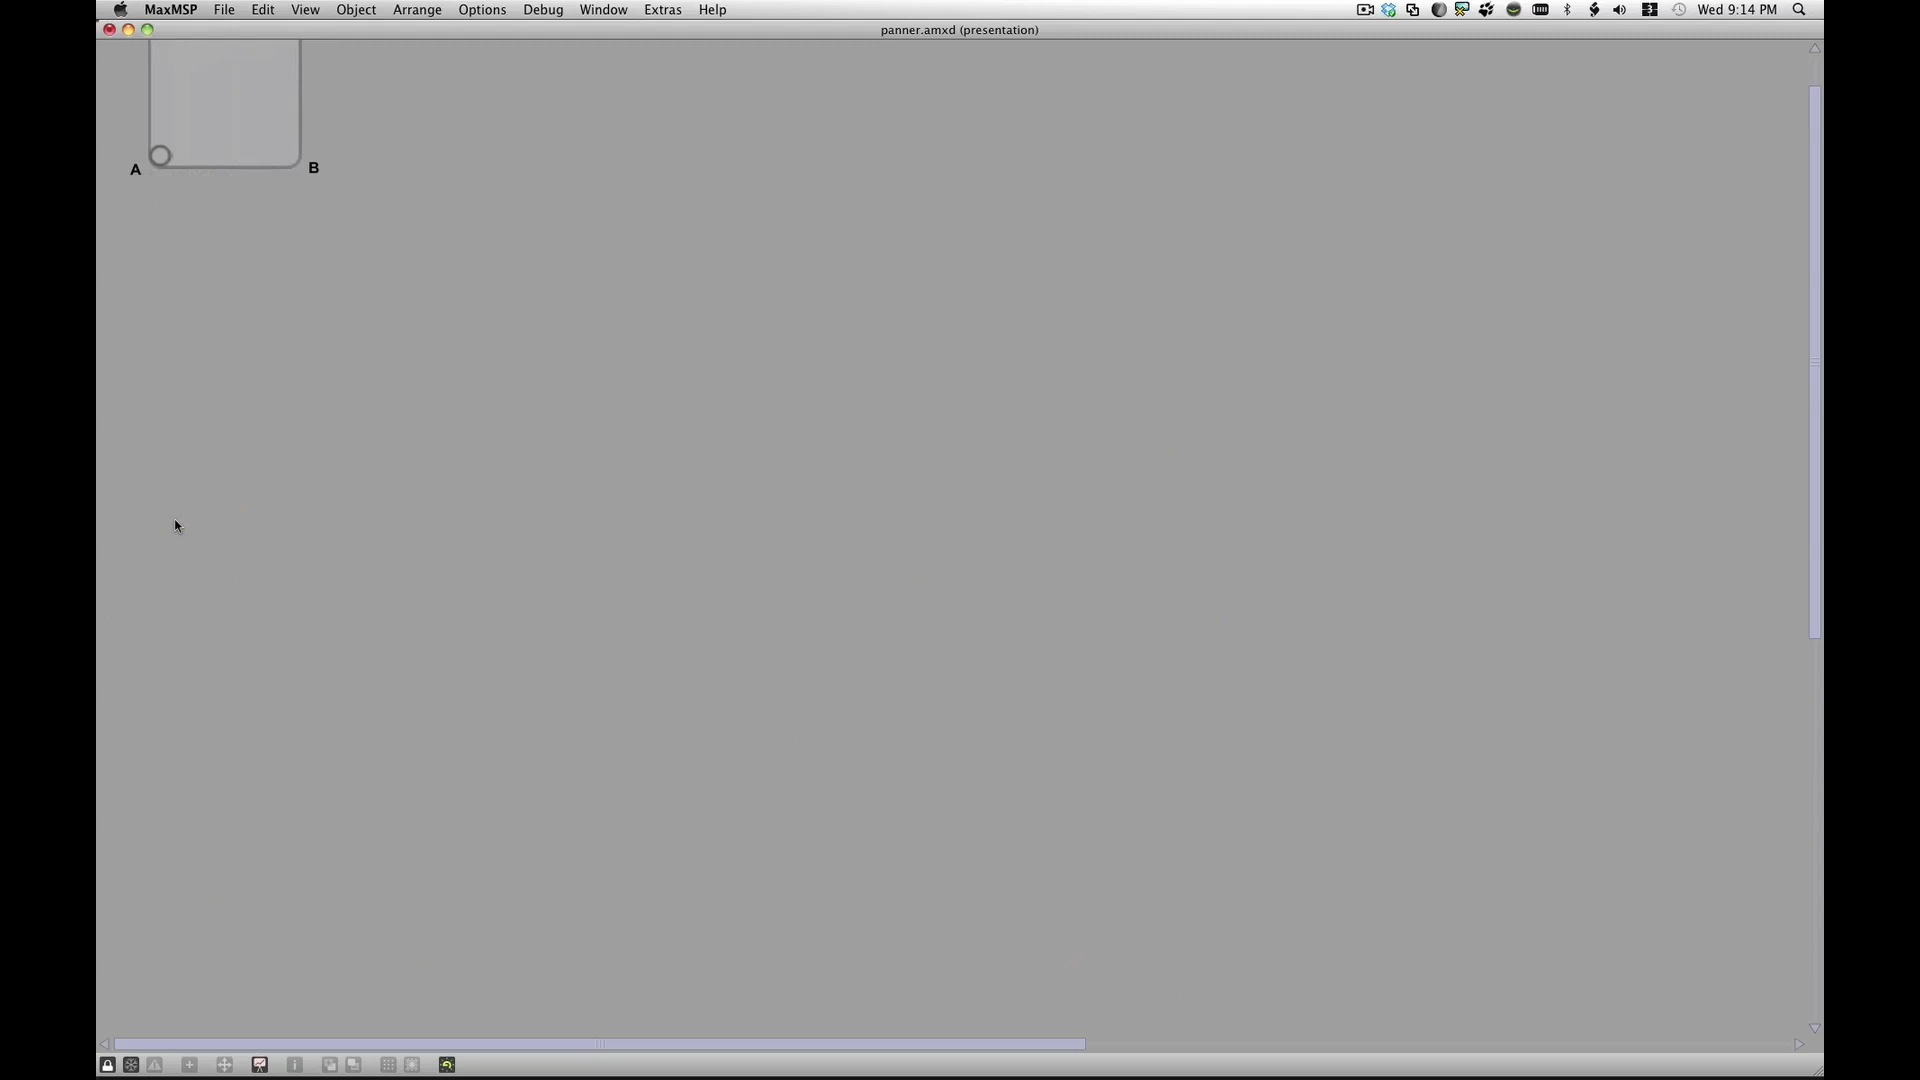 MaxMSP File Edit View Object Arrange Options Debug Window Extras Help Wed 9:14 PM
panner.amxd (presentation)
A B